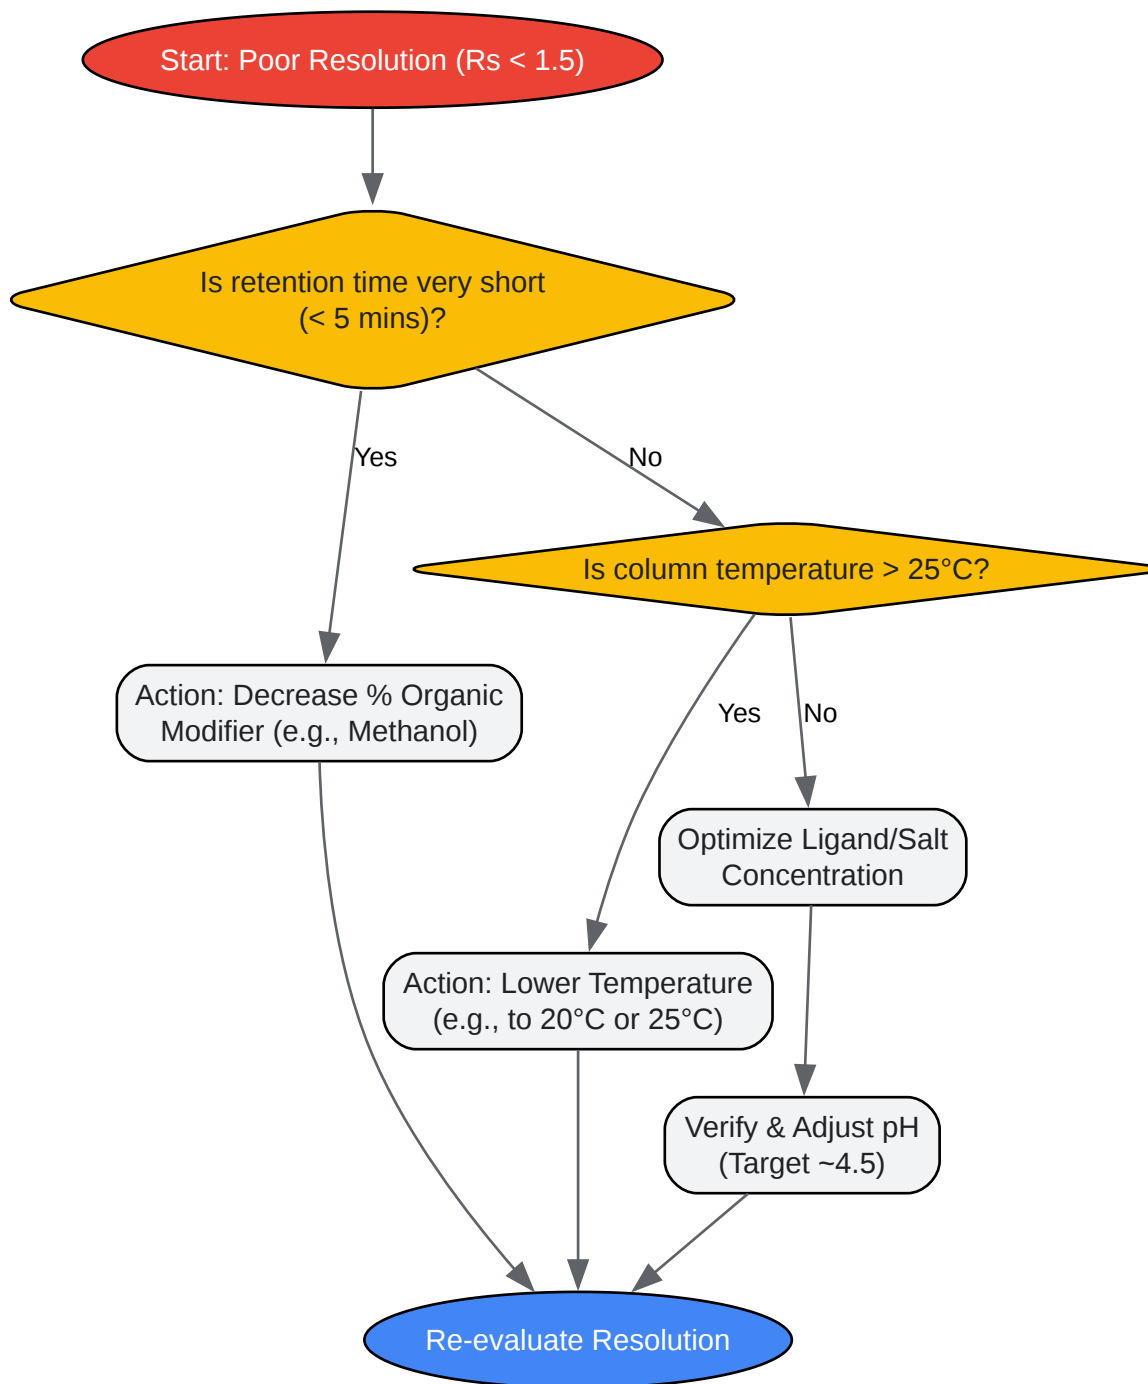 Start: Poor Resolution (Rs < 1.5)
Is retention time very short
(< 5 mins)?
Yes
No
Is column temperature > 25°C?
Action: Decrease % Organic
Modifier (e.g., Methanol)
Yes
No
Optimize Ligand/Salt
Concentration
Action: Lower Temperature
(e.g., to 20°C or 25°C)
Verify & Adjust pH
(Target ~4.5)
Re-evaluate Resolution